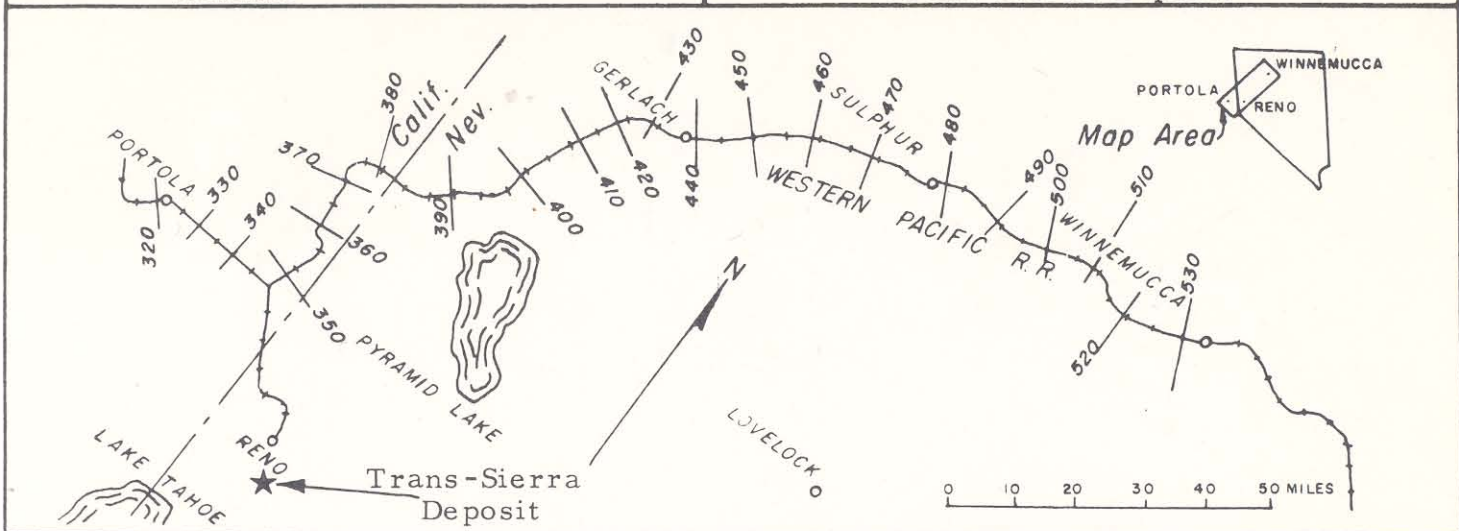 PORTOLA
320
330
340
350
360
370
380
Calif.
Nev.
390
400
410
420
GERLACH
430
440
450
460
SULPHUR
470
480
WESTERN PACIFIC R.R.
490
500
WINNEMUCCA
510
520
530
PYRAMID LAKE
LAKE TAHOE
RENO
Trans-Sierra
Deposit
N
LOVELOCK
0 10 20 30 40 50 MILES
WINNEMUCCA
PORTOLA
RENO
Map Area